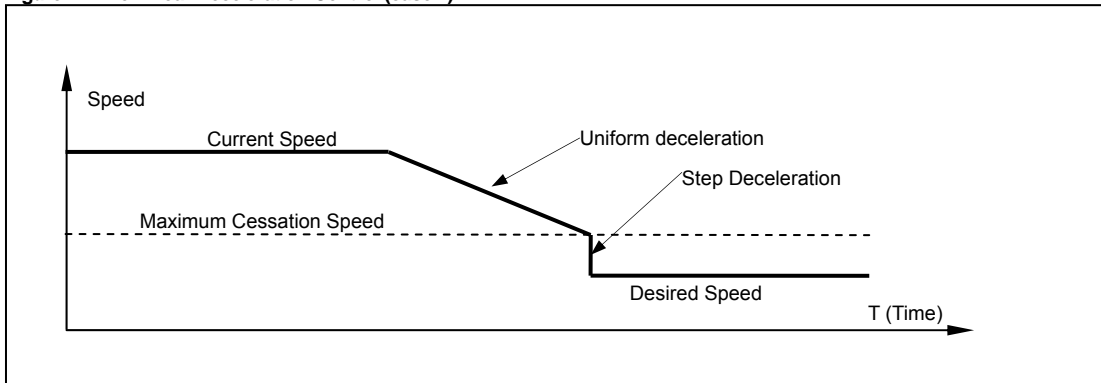 Speed
Current Speed
Uniform deceleration
Step Deceleration
Maximum Cessation Speed
Desired Speed
T (Time)